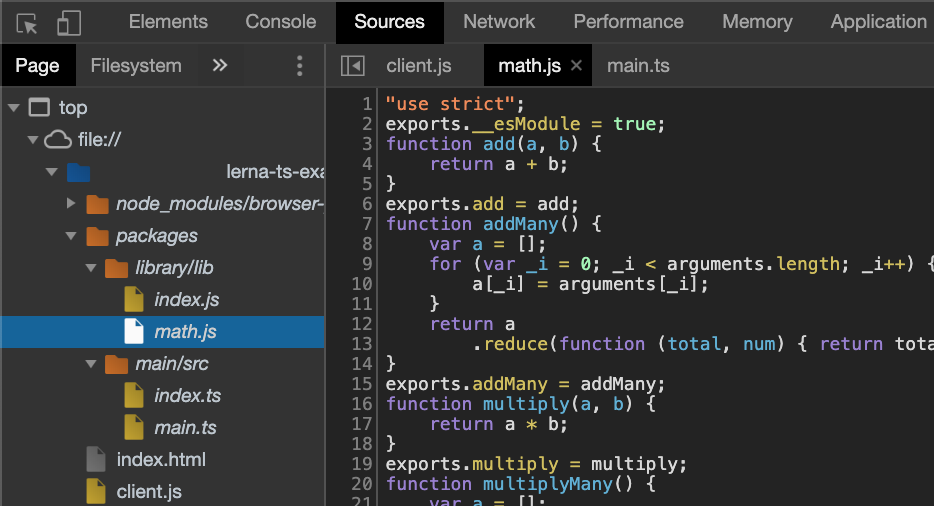 Elements Console Sources Network Performance Memory Application
Page Filesystem »
client.js math.js × main.ts
top
file://
lerna-ts-exa
node_modules/browser-
packages
library/lib
index.js
math.js
main/src
index.ts
main.ts
index.html
client.js
1 "use strict";
2 exports.__esModule = true;
3 function add(a, b) {
4     return a + b;
5 }
6 exports.add = add;
7 function addMany() {
8     var a = [];
9     for (var _i = 0; _i < arguments.length; _i++) {
10         a[_i] = arguments[_i];
11     }
12     return a
13         .reduce(function (total, num) { return tota
14 }
15 exports.addMany = addMany;
16 function multiply(a, b) {
17     return a * b;
18 }
19 exports.multiply = multiply;
20 function multiplyMany() {
21     var a = [];